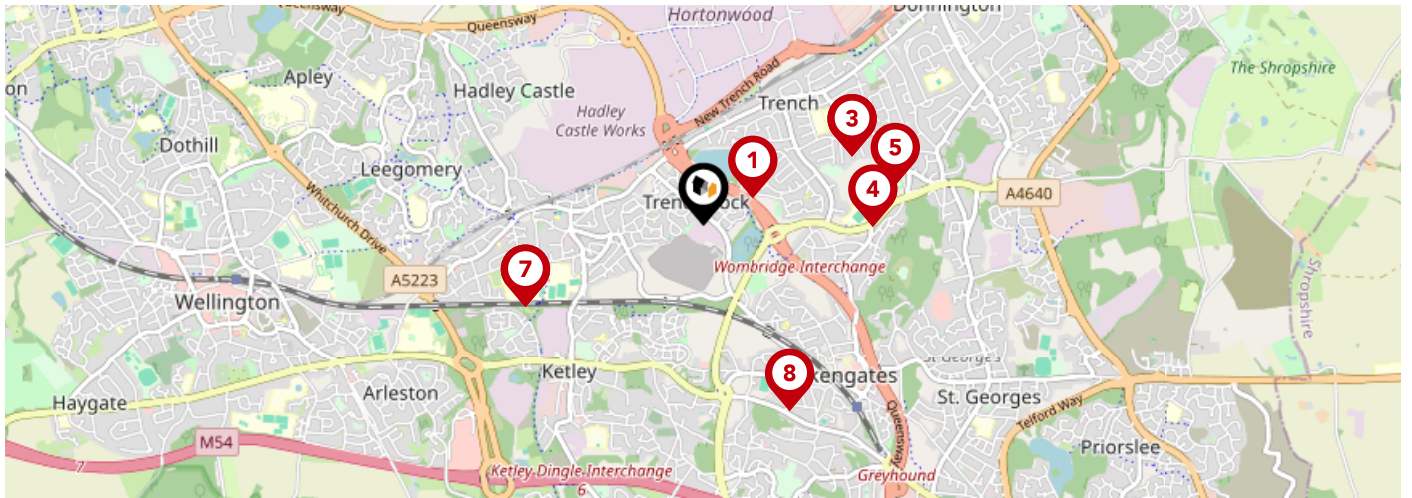 Queensway
Hortonwood
Donnington
Apley
Hadley Castle
New Trench Road
Trench
The Shropshire
Hadley
Castle Works
3
Dothill
1
5
Leegomery
4
A4640
Whitchurch Drive
7
Wombridge Interchange
A5223
Wellington
Shropshire
St Georges
Ketley
8
kengates
Arleston
Haygate
St. Georges
Queensway
Telford Way
M54
Priorslee
7
Ketley Dingle Interchange
6
Greyhound